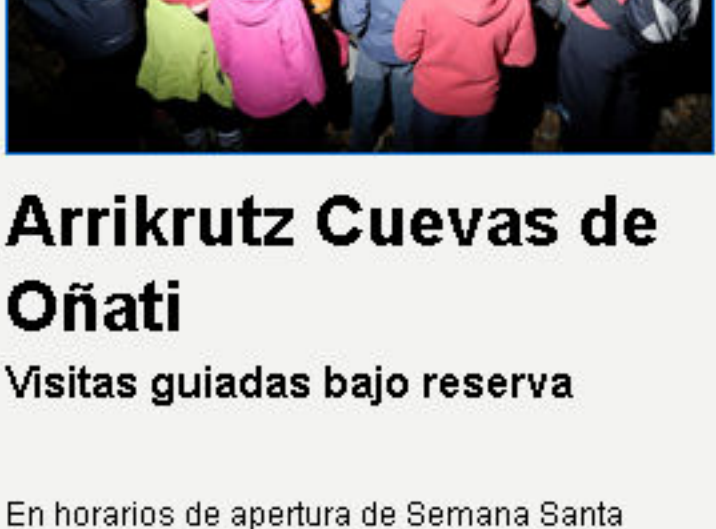 Arrikrutz Cuevas de
Oñati
Visitas guiadas bajo reserva
En horarios de apertura de Semana Santa